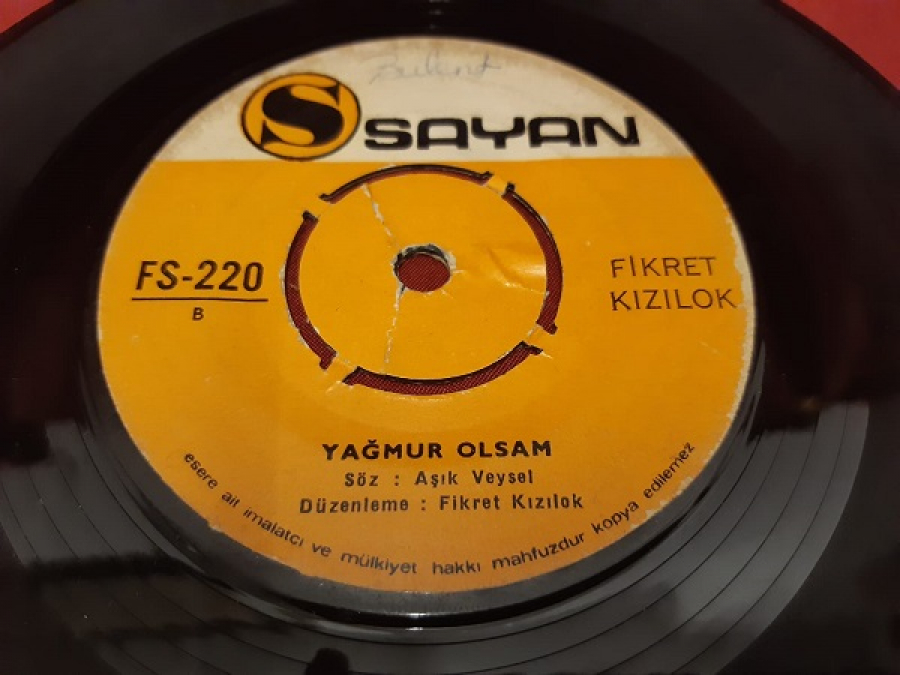 Bulent
S SAYAN
FS-220
B
FİKRET
KIZILOK
YAĞMUR OLSAM
Söz : Aşık Veysel
Düzenleme : Fikret Kızılok
esere ait imalatcı ve mülkiyet hakkı mahfuzdur kopya edilemez